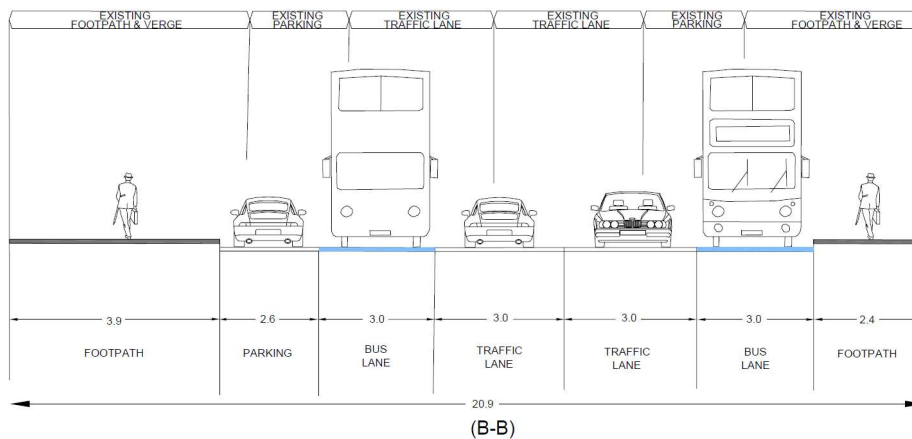 EXISTING
FOOTPATH & VERGE
EXISTING
PARKING
EXISTING
TRAFFIC LANE
EXISTING
TRAFFIC LANE
EXISTING
PARKING
EXISTING
FOOTPATH & VERGE
3.9
2.6
3.0
3.0
3.0
3.0
2.4
FOOTPATH
PARKING
BUS
LANE
TRAFFIC
LANE
TRAFFIC
LANE
BUS
LANE
FOOTPATH
20.9
(B-B)